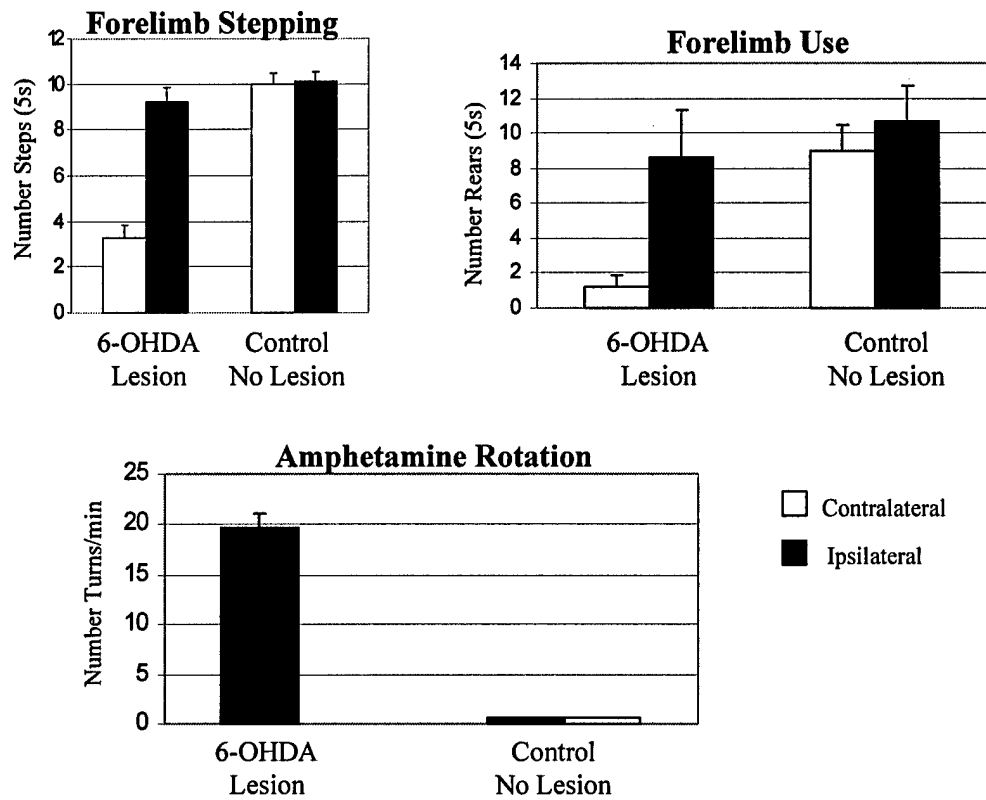 Forelimb Stepping
Number Steps (5s)
12
10
8
6
4
2
0
6-OHDA Lesion
Control No Lesion
Forelimb Use
Number Rears (5s)
14
12
10
8
6
4
2
0
6-OHDA Lesion
Control No Lesion
Amphetamine Rotation
Number Turns/min
25
20
15
10
5
0
6-OHDA Lesion
Control No Lesion
Contralateral
Ipsilateral